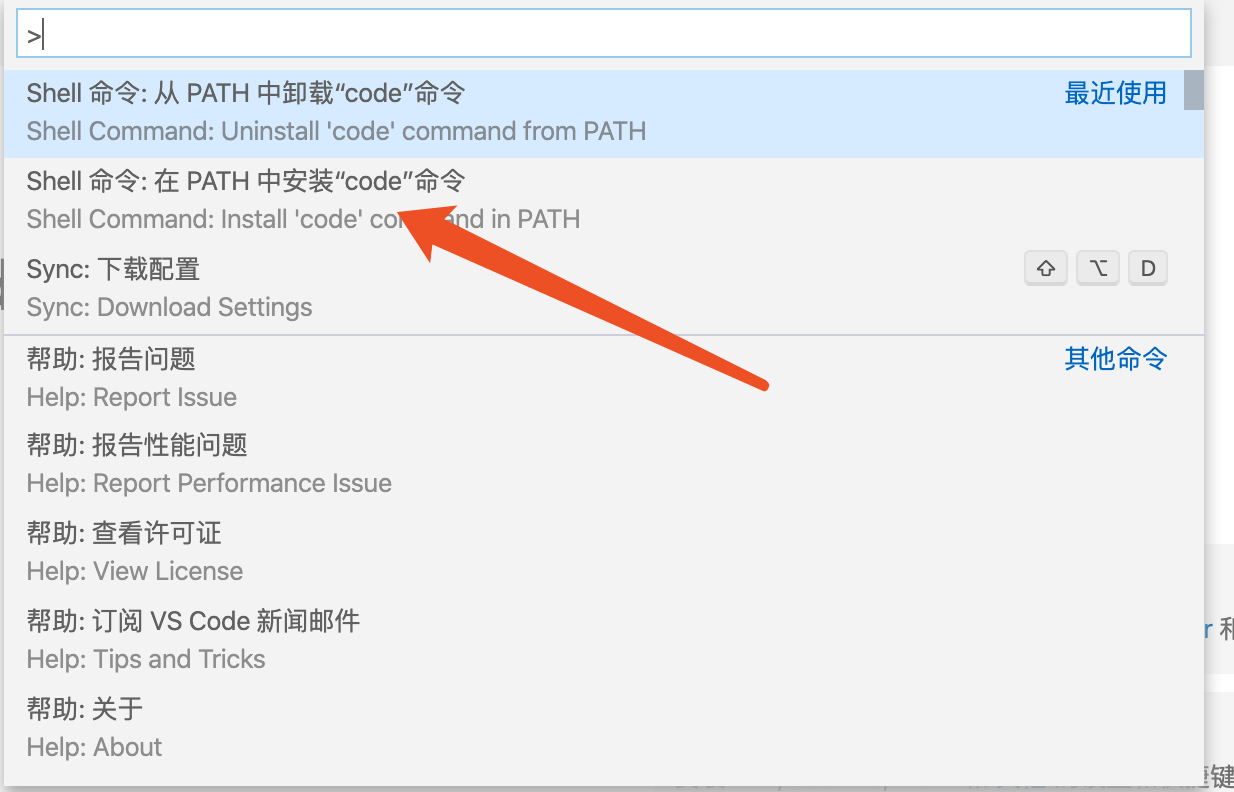 >
Shell 命令: 从 PATH 中卸载“code”命令 最近使用
Shell Command: Uninstall 'code' command from PATH
Shell 命令: 在 PATH 中安装“code”命令
Shell Command: Install 'code' command in PATH
Sync: 下载配置 ⇧ ⌥ D
Sync: Download Settings
帮助: 报告问题 其他命令
Help: Report Issue
帮助: 报告性能问题
Help: Report Performance Issue
帮助: 查看许可证
Help: View License
帮助: 订阅 VS Code 新闻邮件
Help: Tips and Tricks
帮助: 关于
Help: About
r 和
捷键